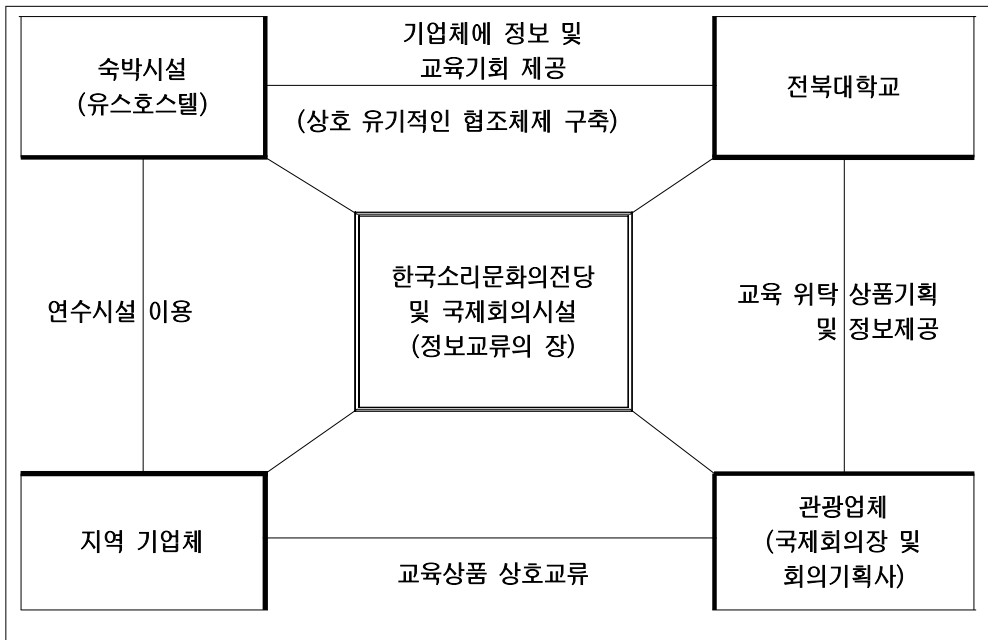 기업체에 정보 및
교육기회 제공
숙박시설
(유스호스텔)
전북대학교
(상호 유기적인 협조체제 구축)
한국소리문화의전당
및 국제회의시설
(정보교류의 장)
연수시설 이용
교육 위탁 상품기획
및 정보제공
지역 기업체
관광업체
(국제회의장 및
회의기획사)
교육상품 상호교류